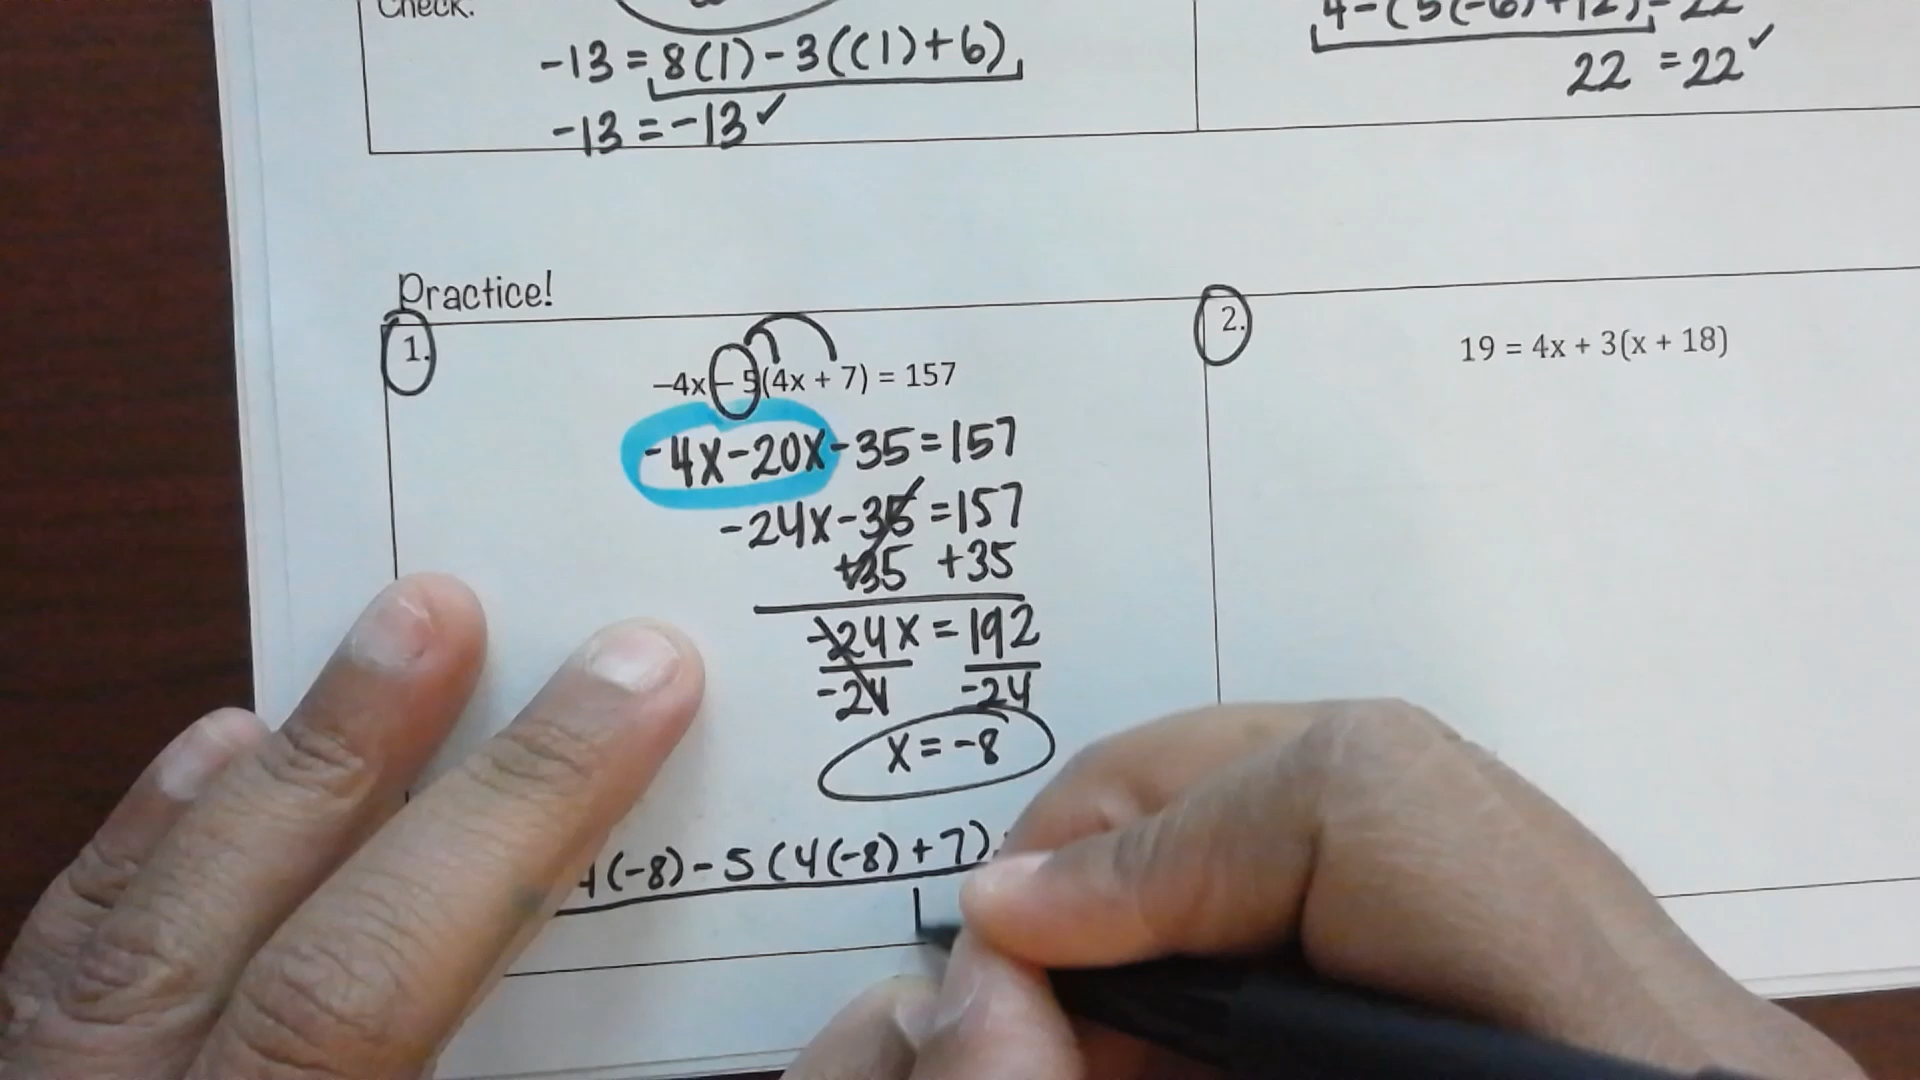 Check:
-13 = 8(1) - 3((1) + 6)
-13 = -13 ✓
4 - (5(-6) + 12) = 22
22 = 22 ✓
Practice!
1.
–4x – 5(4x + 7) = 157
-4x - 20x - 35 = 157
-24x - 35 = 157
+35 +35
-24x = 192
-24 -24
x = -8
4(-8) - 5(4(-8) + 7)
2.
19 = 4x + 3(x + 18)